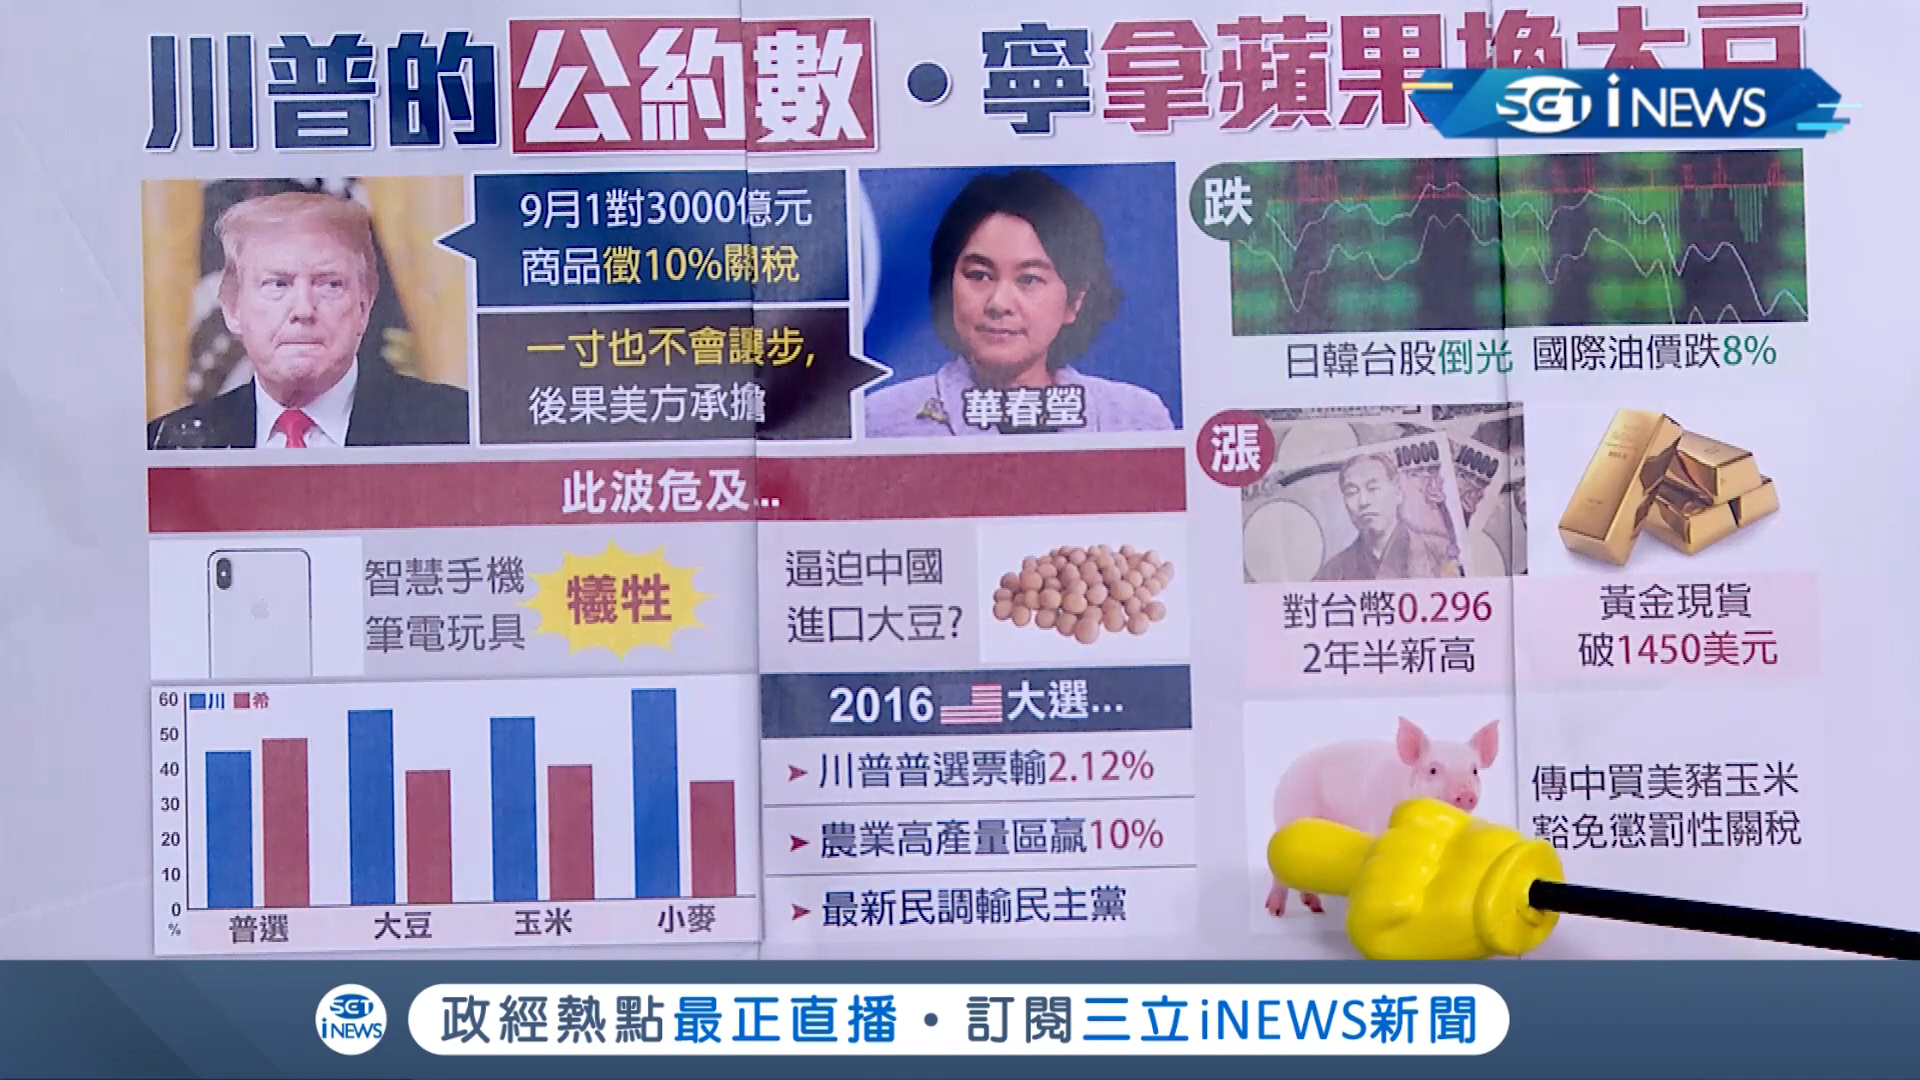 川普的公約數・寧拿蘋果換大豆
SET iNEWS
9月1對3000億元
商品徵10%關稅
一寸也不會讓步,
後果美方承擔
華春瑩
跌
日韓台股倒光
國際油價跌8%
此波危及...
智慧手機
筆電玩具
犧牲
逼迫中國
進口大豆?
漲
10000
10000
對台幣0.296
2年半新高
黃金現貨
破1450美元
川 希
60
50
40
30
20
10
0
%
普選 大豆 玉米 小麥
2016 大選...
➤川普普選票輸2.12%
➤農業高產量區贏10%
➤最新民調輸民主黨
傳中買美豬玉米
豁免懲罰性關稅
SET
iNEWS
政經熱點最正直播・訂閱三立iNEWS新聞